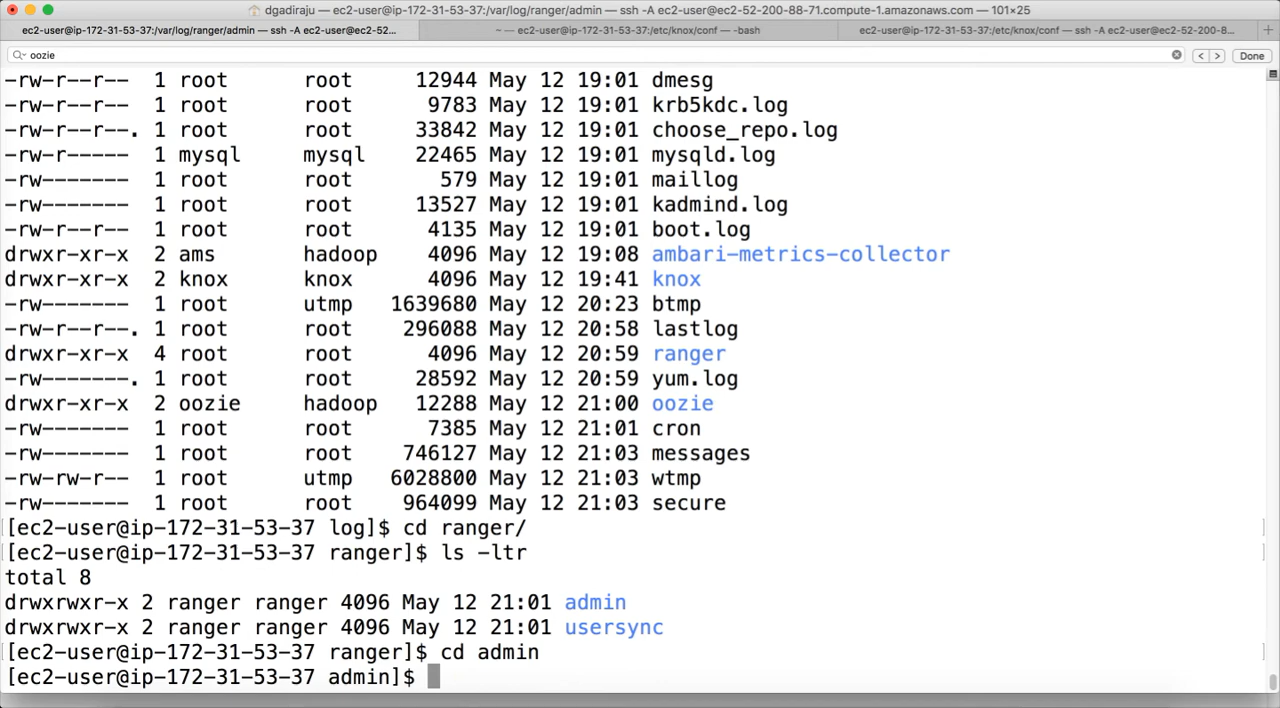 dgadiraju — ec2-user@ip-172-31-53-37:/var/log/ranger/admin — ssh -A ec2-user@ec2-52-200-88-71.compute-1.amazonaws.com — 101×25
ec2-user@ip-172-31-53-37:/var/log/ranger/admin — ssh -A ec2-user@ec2-52... ~ — ec2-user@ip-172-31-53-37:/etc/knox/conf — -bash ec2-user@ip-172-31-53-37:/etc/knox/conf — ssh -A ec2-user@ec2-52-200-8... +
oozie < > Done
-rw-r--r-- 1 root root 12944 May 12 19:01 dmesg
-rw-r--r-- 1 root root 9783 May 12 19:01 krb5kdc.log
-rw-r--r--. 1 root root 33842 May 12 19:01 choose_repo.log
-rw-r----- 1 mysql mysql 22465 May 12 19:01 mysqld.log
-rw------- 1 root root 579 May 12 19:01 maillog
-rw------- 1 root root 13527 May 12 19:01 kadmind.log
-rw-r--r-- 1 root root 4135 May 12 19:01 boot.log
drwxr-xr-x 2 ams hadoop 4096 May 12 19:08 ambari-metrics-collector
drwxr-xr-x 2 knox knox 4096 May 12 19:41 knox
-rw------- 1 root utmp 1639680 May 12 20:23 btmp
-rw-r--r--. 1 root root 296088 May 12 20:58 lastlog
drwxr-xr-x 4 root root 4096 May 12 20:59 ranger
-rw-------. 1 root root 28592 May 12 20:59 yum.log
drwxr-xr-x 2 oozie hadoop 12288 May 12 21:00 oozie
-rw------- 1 root root 7385 May 12 21:01 cron
-rw------- 1 root root 746127 May 12 21:03 messages
-rw-rw-r-- 1 root utmp 6028800 May 12 21:03 wtmp
-rw------- 1 root root 964099 May 12 21:03 secure
[ec2-user@ip-172-31-53-37 log]$ cd ranger/
[ec2-user@ip-172-31-53-37 ranger]$ ls -ltr
total 8
drwxrwxr-x 2 ranger ranger 4096 May 12 21:01 admin
drwxrwxr-x 2 ranger ranger 4096 May 12 21:01 usersync
[ec2-user@ip-172-31-53-37 ranger]$ cd admin
[ec2-user@ip-172-31-53-37 admin]$